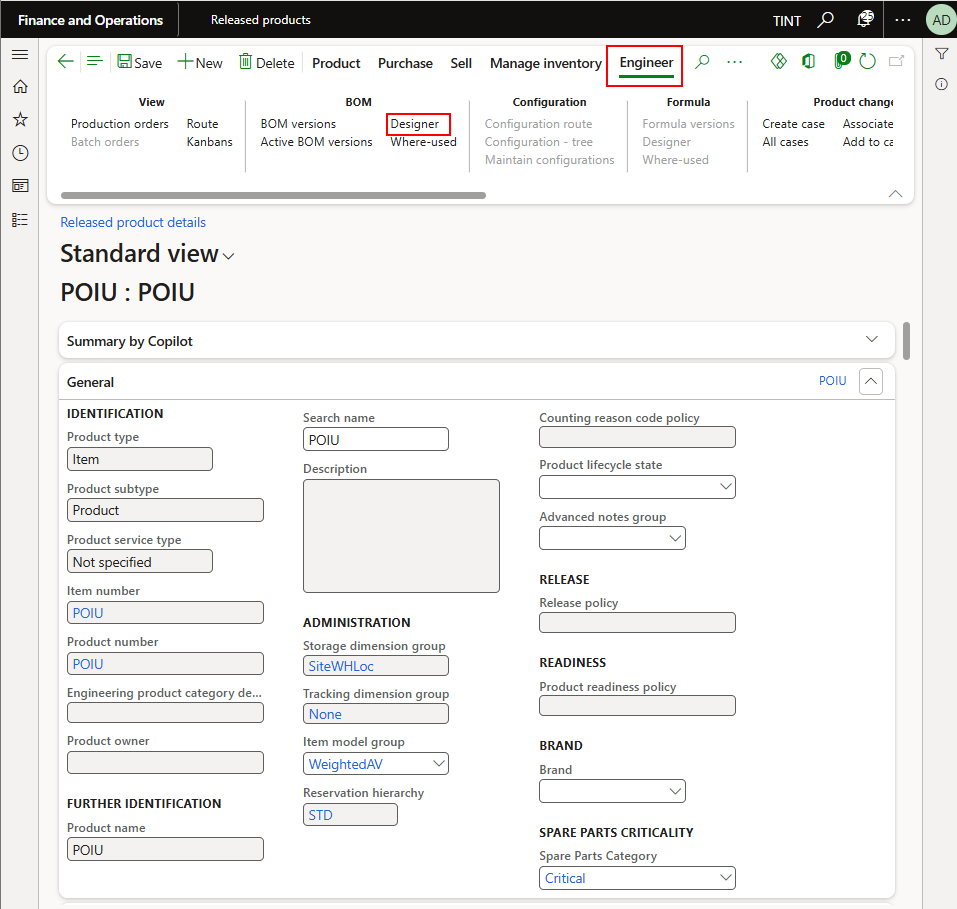 Finance and Operations
Released products
TINT
25
AD
Save
New
Delete
Product
Purchase
Sell
Manage inventory
Engineer
0
View
Production orders
Batch orders
Route
Kanbans
BOM
BOM versions
Active BOM versions
Designer
Where-used
Configuration
Configuration route
Configuration - tree
Maintain configurations
Formula
Formula versions
Designer
Where-used
Product change
Create case
All cases
Associate
Add to ca
Released product details
Standard view
POIU : POIU
Summary by Copilot
General
POIU
IDENTIFICATION
Product type
Item
Product subtype
Product
Product service type
Not specified
Item number
POIU
Product number
POIU
Engineering product category de...
Product owner
FURTHER IDENTIFICATION
Product name
POIU
Search name
POIU
Description
ADMINISTRATION
Storage dimension group
SiteWHLoc
Tracking dimension group
None
Item model group
WeightedAV
Reservation hierarchy
STD
Counting reason code policy
Product lifecycle state
Advanced notes group
RELEASE
Release policy
READINESS
Product readiness policy
BRAND
Brand
SPARE PARTS CRITICALITY
Spare Parts Category
Critical